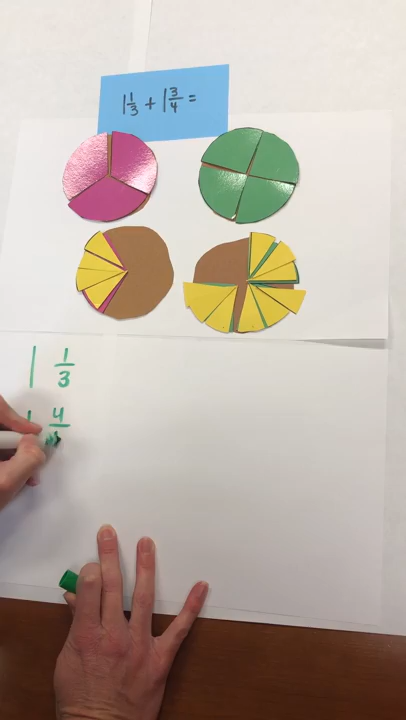 1 1/3 + 1 3/4 =
1 1/3
1 4/